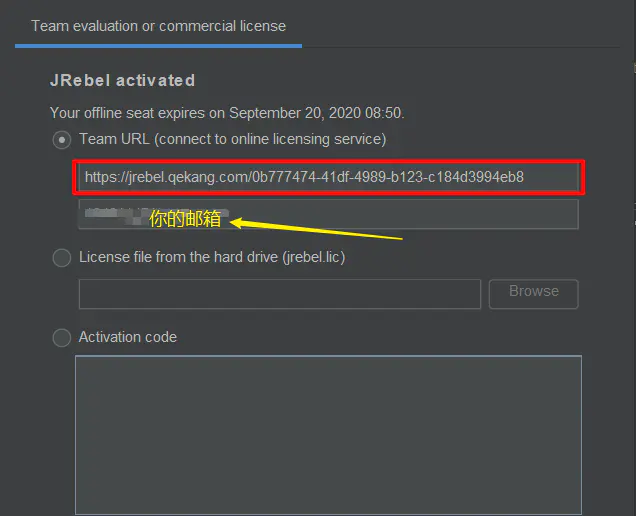 Team evaluation or commercial license
JRebel activated
Your offline seat expires on September 20, 2020 08:50.
Team URL (connect to online licensing service)
https://jrebel.qekang.com/0b777474-41df-4989-b123-c184d3994eb8
你的邮箱
License file from the hard drive (jrebel.lic)
Browse
Activation code